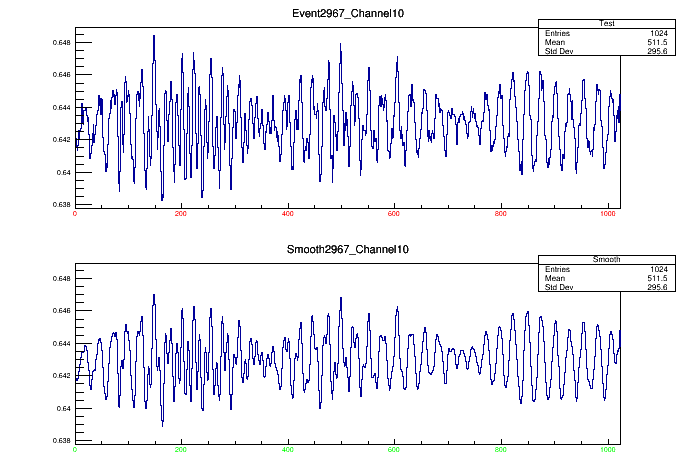 Event2967_Channel10
Test
Entries 1024
Mean 511.5
Std Dev 295.6
0.648
0.646
0.644
0.642
0.64
0.638
0 200 400 600 800 1000
Smooth2967_Channel10
Smooth
Entries 1024
Mean 511.5
Std Dev 295.6
0.648
0.646
0.644
0.642
0.64
0.638
0 200 400 600 800 1000